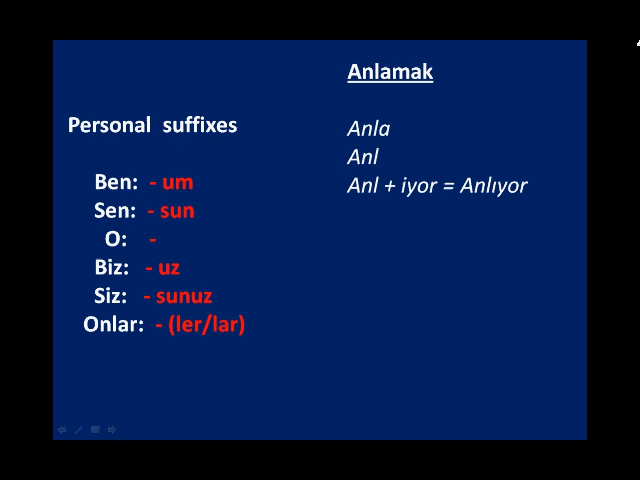 Personal suffixes
Ben: - um
Sen: - sun
O: -
Biz: - uz
Siz: - sunuz
Onlar: - (ler/lar)
Anlamak
Anla
Anl
Anl + iyor = Anlıyor